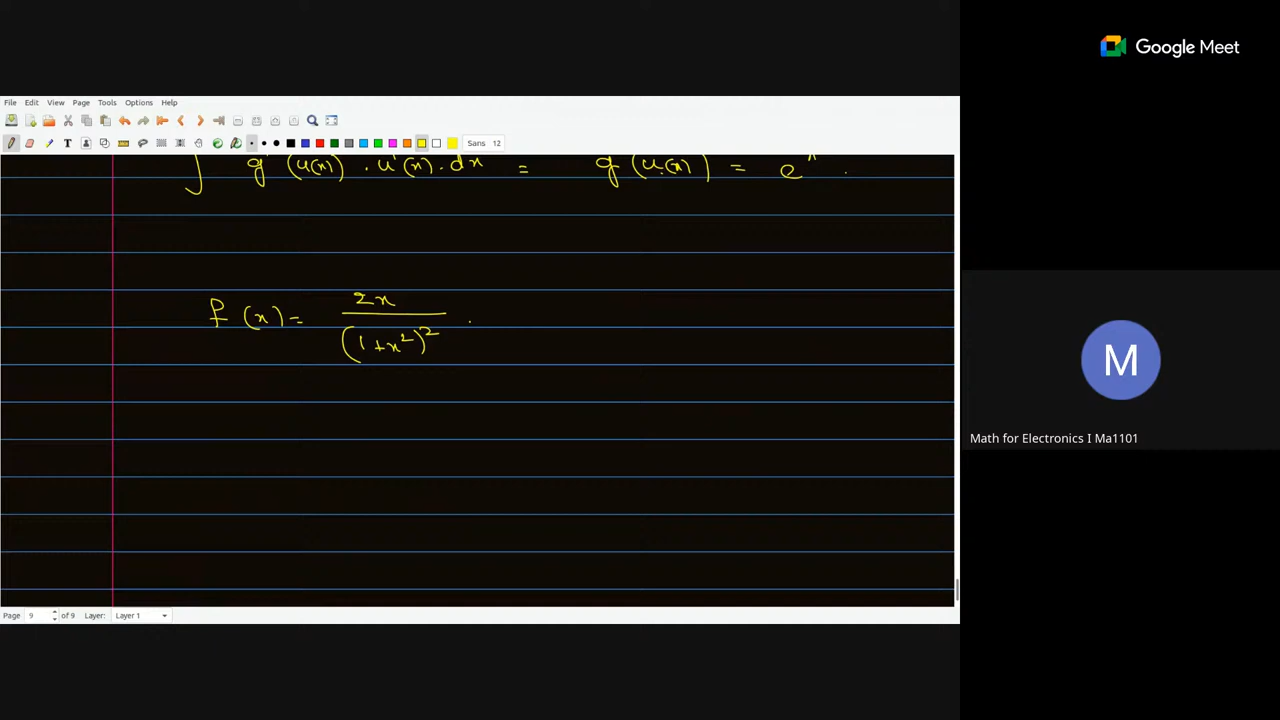 Google Meet
File Edit View Page Tools Options Help
Sans 12
∫ g'(u(x)) · u'(x) · dx = g(u(x)) = e
f(x) = 2x / (1+x²)² .
M
Math for Electronics I Ma1101
Page 9 of 9 Layer: Layer 1